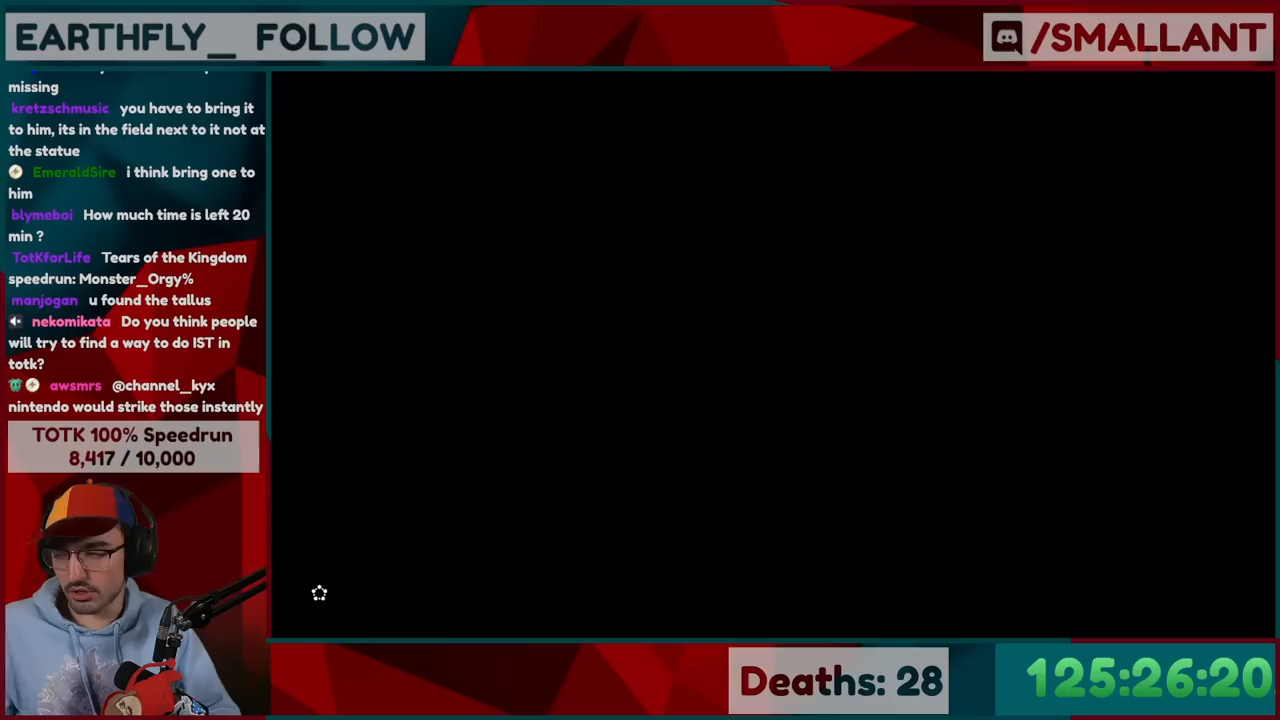 EARTHFLY_ FOLLOW
/SMALLANT
missing
kretzschmusic you have to bring it
to him, its in the field next to it not at
the statue
EmeraldSire i think bring one to
him
blymeboi How much time is left 20
min ?
TotKforLife Tears of the Kingdom
speedrun: Monster_Orgy%
manjogan u found the tallus
nekomikata Do you think people
will try to find a way to do IST in
totk?
awsmrs @channel_kyx
nintendo would strike those instantly
TOTK 100% Speedrun
8,417 / 10,000
Deaths: 28
125:26:20